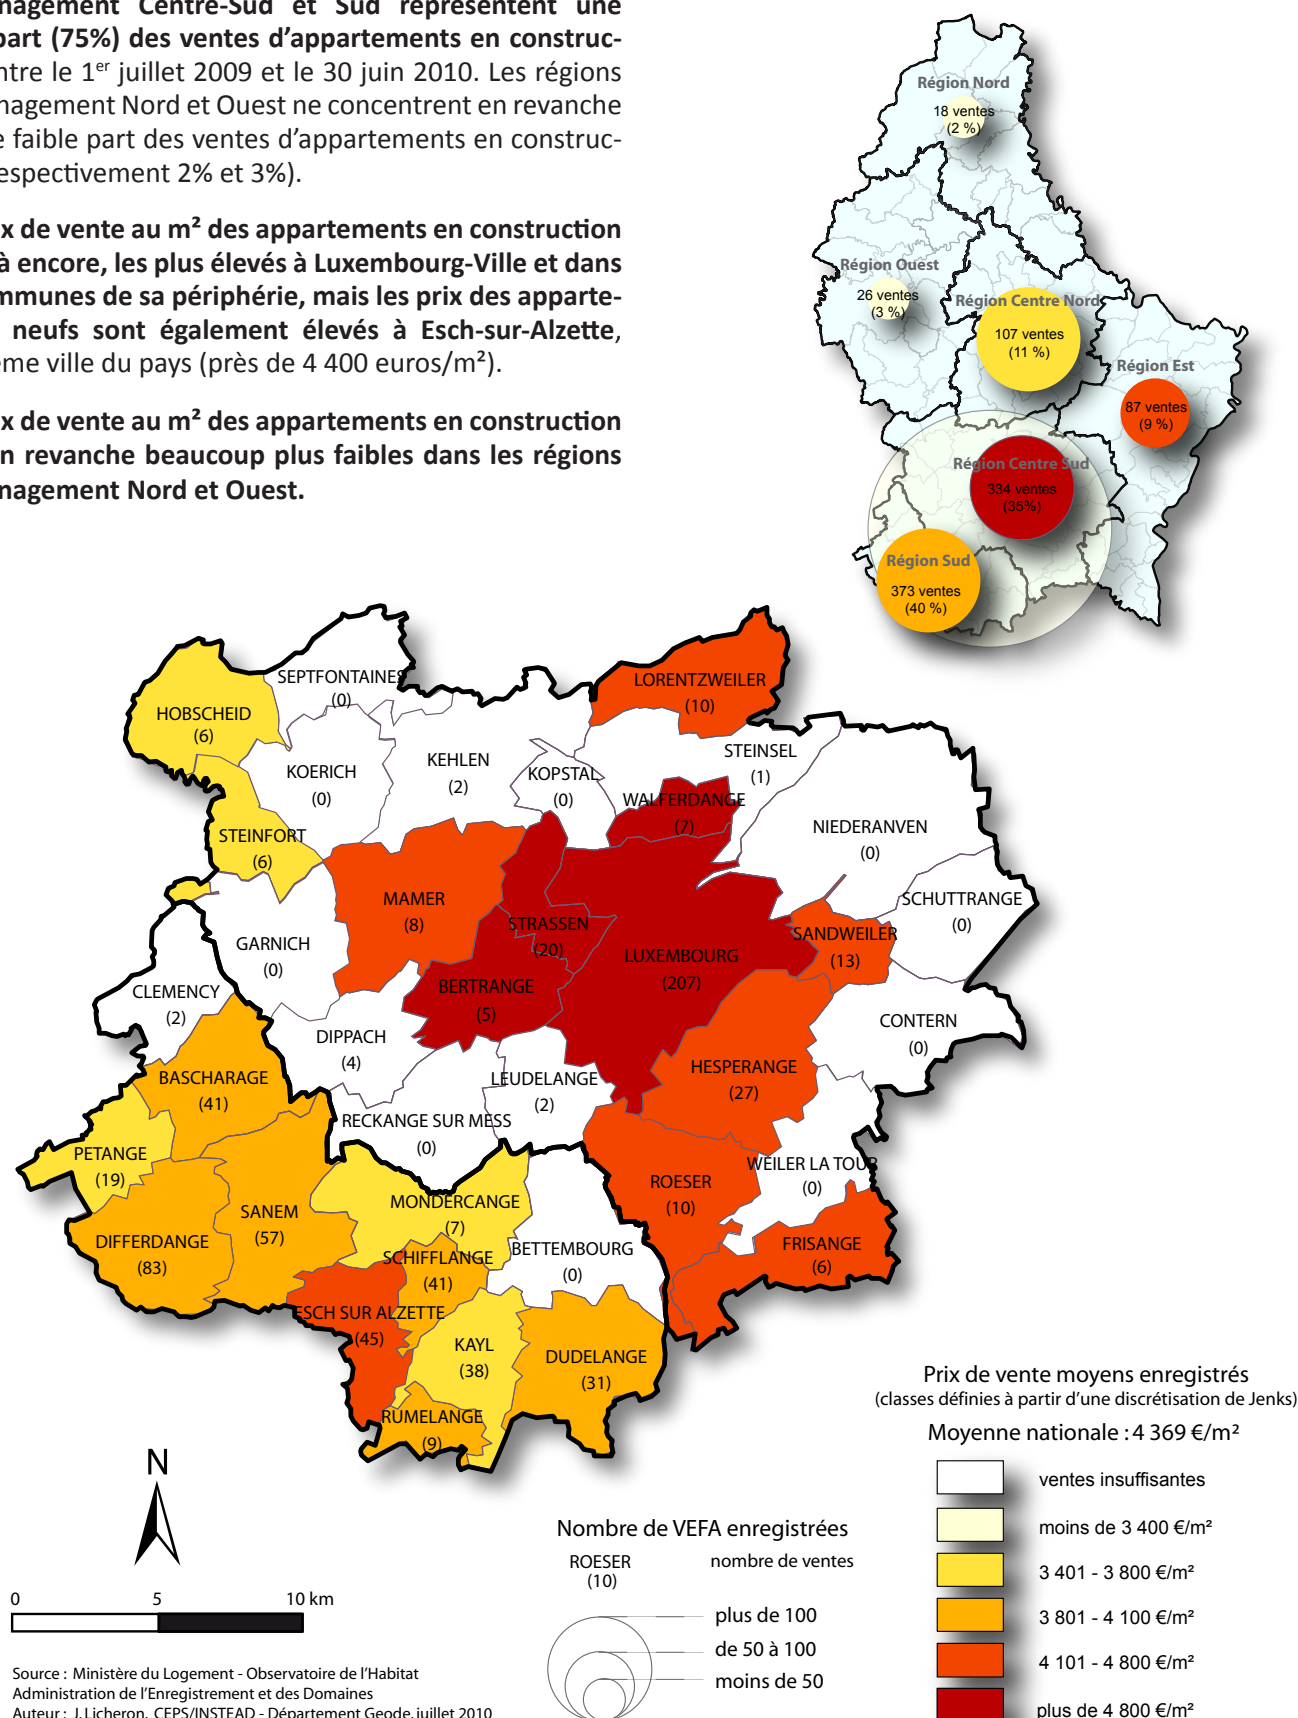 nagement Centre-Sud et Sud représentent une
part (75%) des ventes d'appartements en construc-
ntre le 1er juillet 2009 et le 30 juin 2010. Les régions
nagement Nord et Ouest ne concentrent en revanche
e faible part des ventes d'appartements en construc-
respectivement 2% et 3%).
x de vente au m² des appartements en construction
à encore, les plus élevés à Luxembourg-Ville et dans
mmunes de sa périphérie, mais les prix des apparte-
neufs sont également élevés à Esch-sur-Alzette,
ème ville du pays (près de 4 400 euros/m²).
x de vente au m² des appartements en construction
n revanche beaucoup plus faibles dans les régions
nagement Nord et Ouest.
Région Nord
18 ventes
(2 %)
Région Ouest
26 ventes
(3 %)
Région Centre Nord
107 ventes
(11 %)
Région Est
87 ventes
(9 %)
Région Centre Sud
334 ventes
(35%)
Région Sud
373 ventes
(40 %)
SEPTFONTAINES
(0)
LORENTZWEILER
(10)
HOBSCHEID
(6)
STEINSEL
(1)
KEHLEN
(2)
KOERICH
(0)
KOPSTAL
(0)
WALFERDANGE
(7)
NIEDERANVEN
(0)
STEINFORT
(6)
MAMER
(8)
SCHUTTRANGE
(0)
STRASSEN
(20)
SANDWEILER
(13)
GARNICH
(0)
LUXEMBOURG
(207)
BERTRANGE
(5)
CLEMENCY
(2)
CONTERN
(0)
DIPPACH
(4)
HESPERANGE
(27)
BASCHARAGE
(41)
LEUDELANGE
(2)
RECKANGE SUR MESS
(0)
PETANGE
(19)
WEILER LA TOUR
(0)
ROESER
(10)
MONDERCANGE
(7)
SANEM
(57)
DIFFERDANGE
(83)
FRISANGE
(6)
BETTEMBOURG
(0)
SCHIFFLANGE
(41)
ESCH SUR ALZETTE
(45)
KAYL
(38)
DUDELANGE
(31)
RUMELANGE
(9)
Prix de vente moyens enregistrés
(classes définies à partir d'une discrétisation de Jenks)
Moyenne nationale : 4 369 €/m²
ventes insuffisantes
moins de 3 400 €/m²
3 401 - 3 800 €/m²
3 801 - 4 100 €/m²
4 101 - 4 800 €/m²
plus de 4 800 €/m²
N
0 5 10 km
Nombre de VEFA enregistrées
ROESER
(10)
nombre de ventes
plus de 100
de 50 à 100
moins de 50
Source : Ministère du Logement - Observatoire de l'Habitat
Administration de l'Enregistrement et des Domaines
Auteur : J.Licheron, CEPS/INSTEAD - Département Geode, juillet 2010